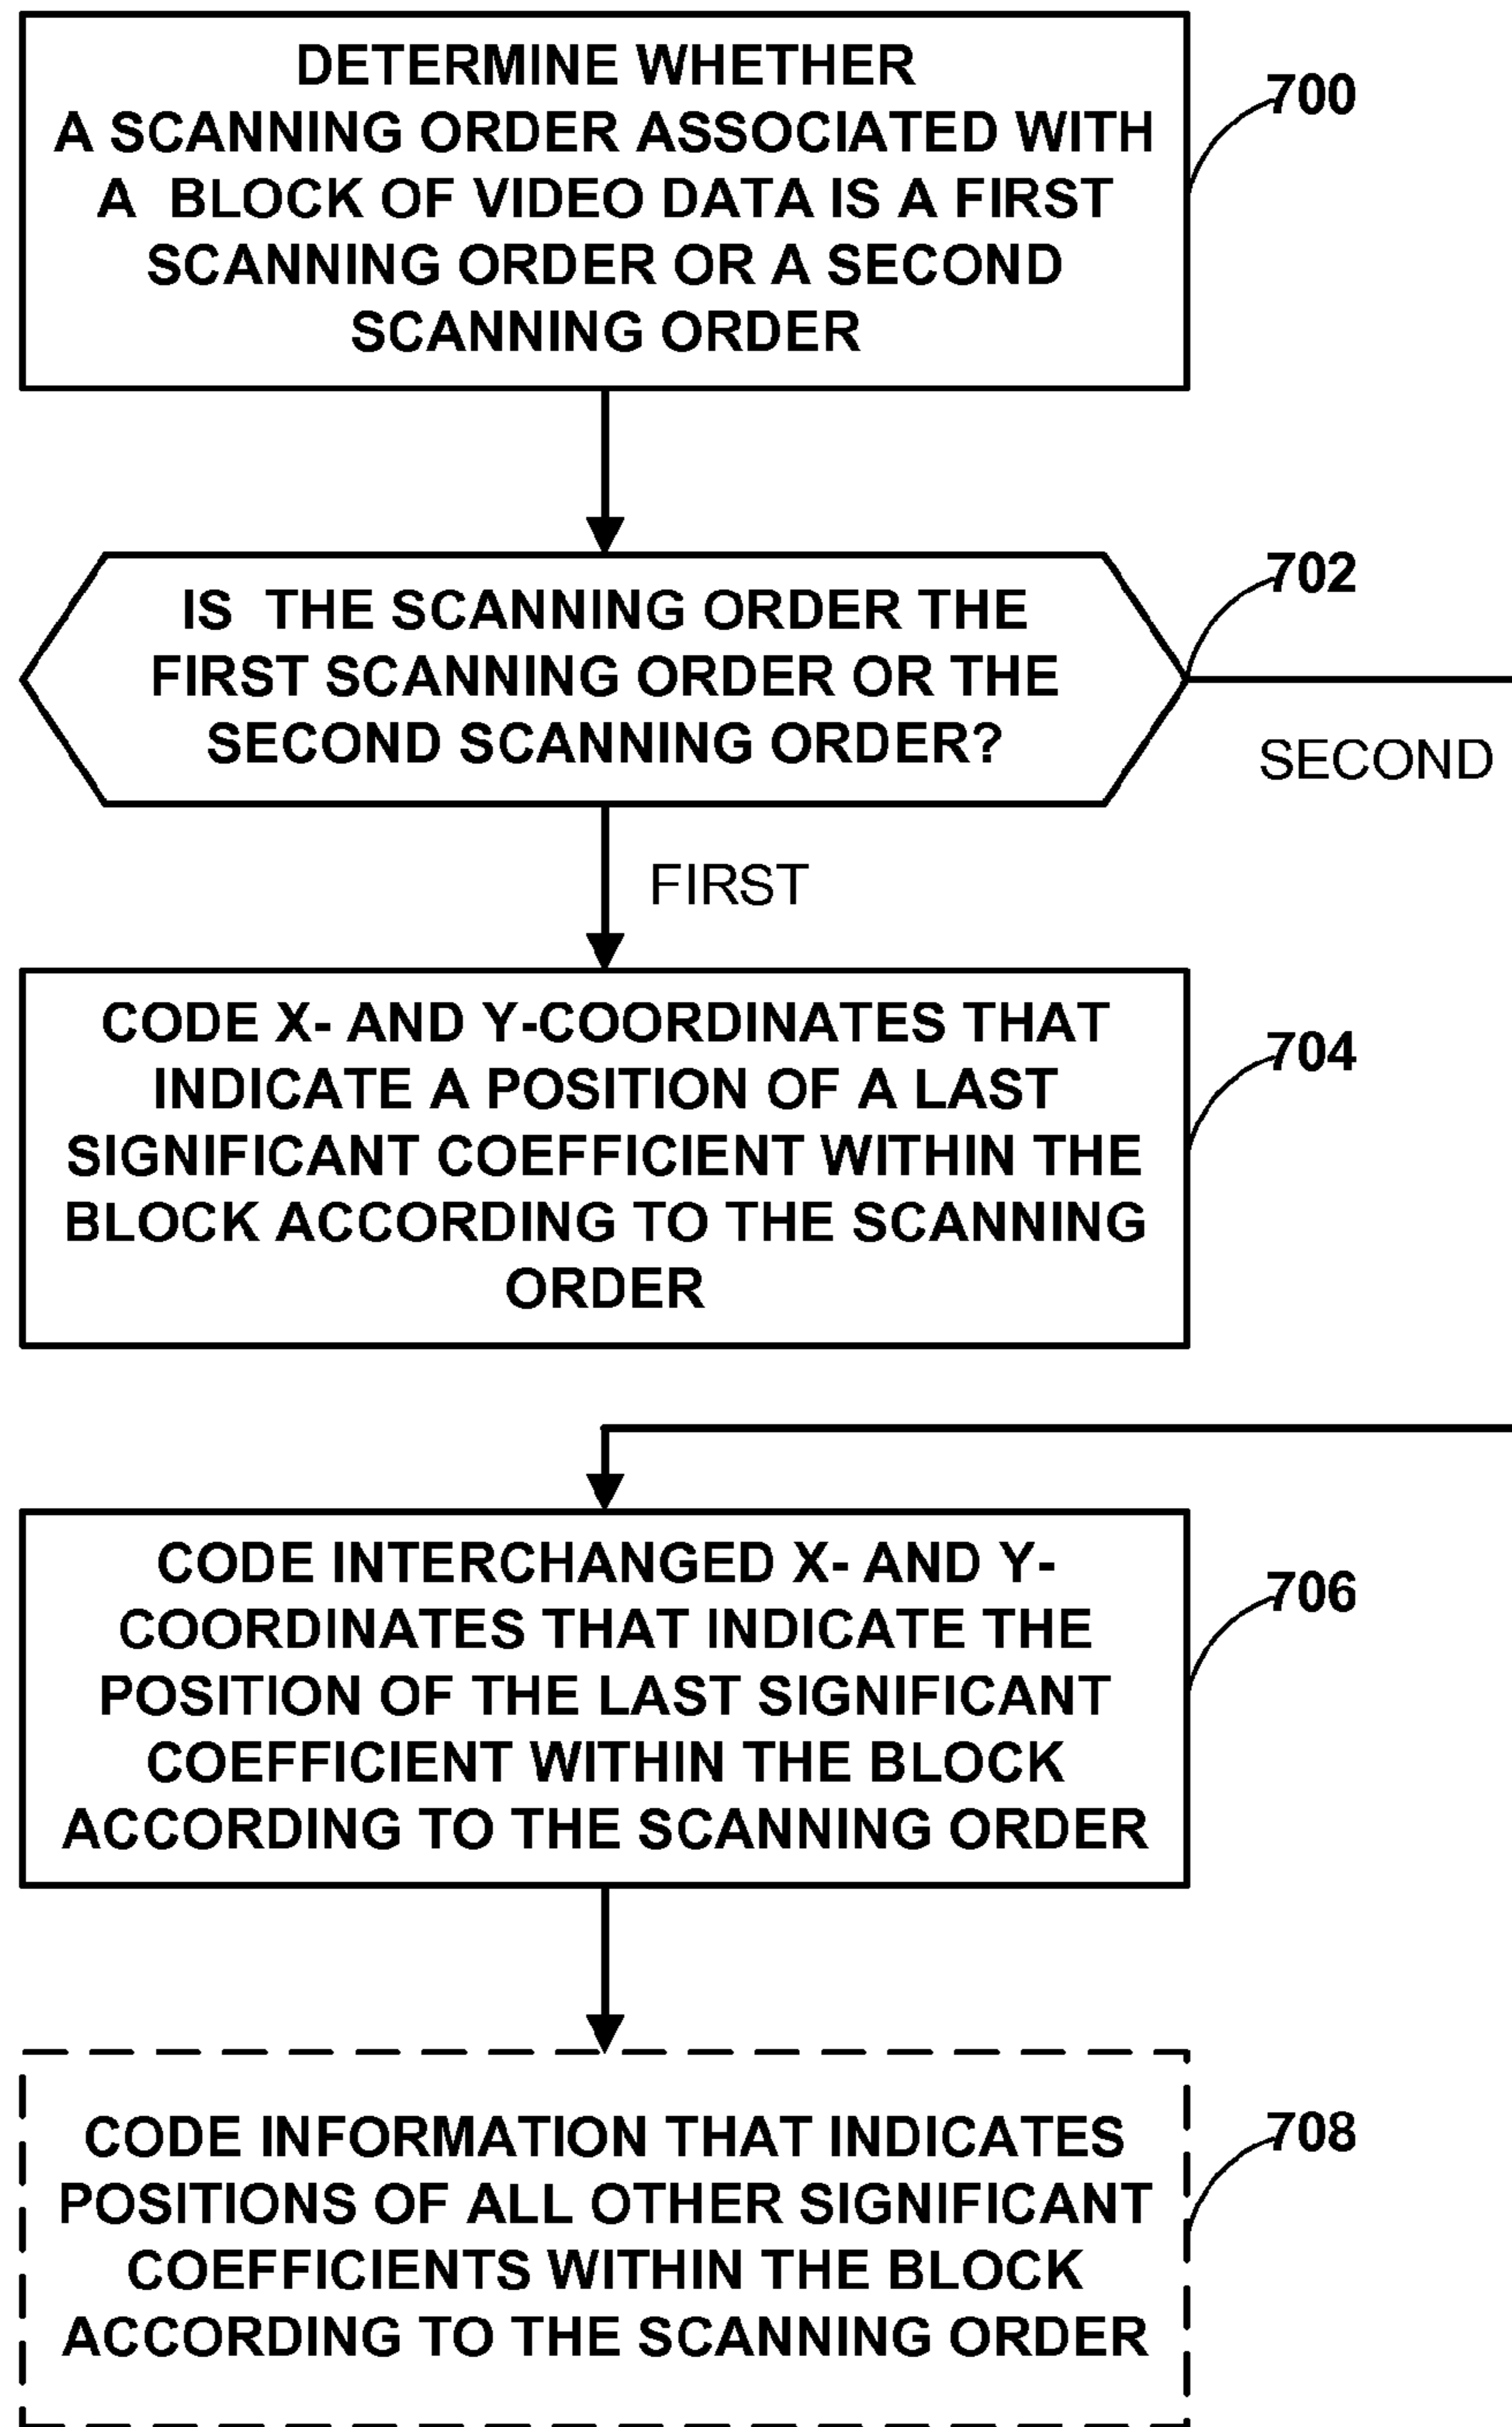 DETERMINE WHETHER
A SCANNING ORDER ASSOCIATED WITH
A BLOCK OF VIDEO DATA IS A FIRST
SCANNING ORDER OR A SECOND
SCANNING ORDER
700
IS THE SCANNING ORDER THE
FIRST SCANNING ORDER OR THE
SECOND SCANNING ORDER?
702
SECOND
FIRST
CODE X- AND Y-COORDINATES THAT
INDICATE A POSITION OF A LAST
SIGNIFICANT COEFFICIENT WITHIN THE
BLOCK ACCORDING TO THE SCANNING
ORDER
704
CODE INTERCHANGED X- AND Y-
COORDINATES THAT INDICATE THE
POSITION OF THE LAST SIGNIFICANT
COEFFICIENT WITHIN THE BLOCK
ACCORDING TO THE SCANNING ORDER
706
CODE INFORMATION THAT INDICATES
POSITIONS OF ALL OTHER SIGNIFICANT
COEFFICIENTS WITHIN THE BLOCK
ACCORDING TO THE SCANNING ORDER
708